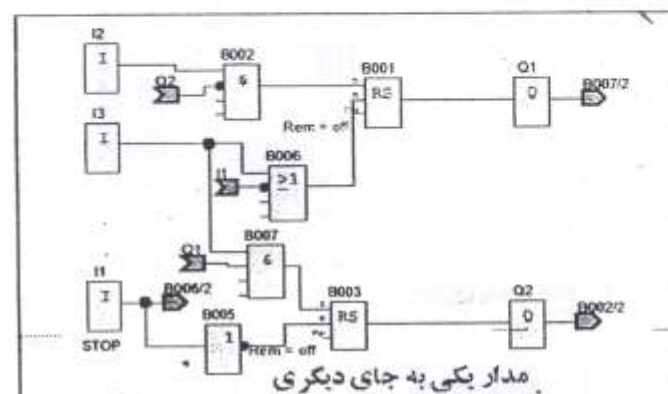 I2
I
B002
&
Q2
B001
RS
Q1
Q
B007/2
I3
I
Rem = off
B006
≥1
I1
B007
&
Q1
I1
I
B006/2
STOP
B005
1
Rem = off
B003
RS
Q2
Q
B002/2
مدار یکی به جای دیگری